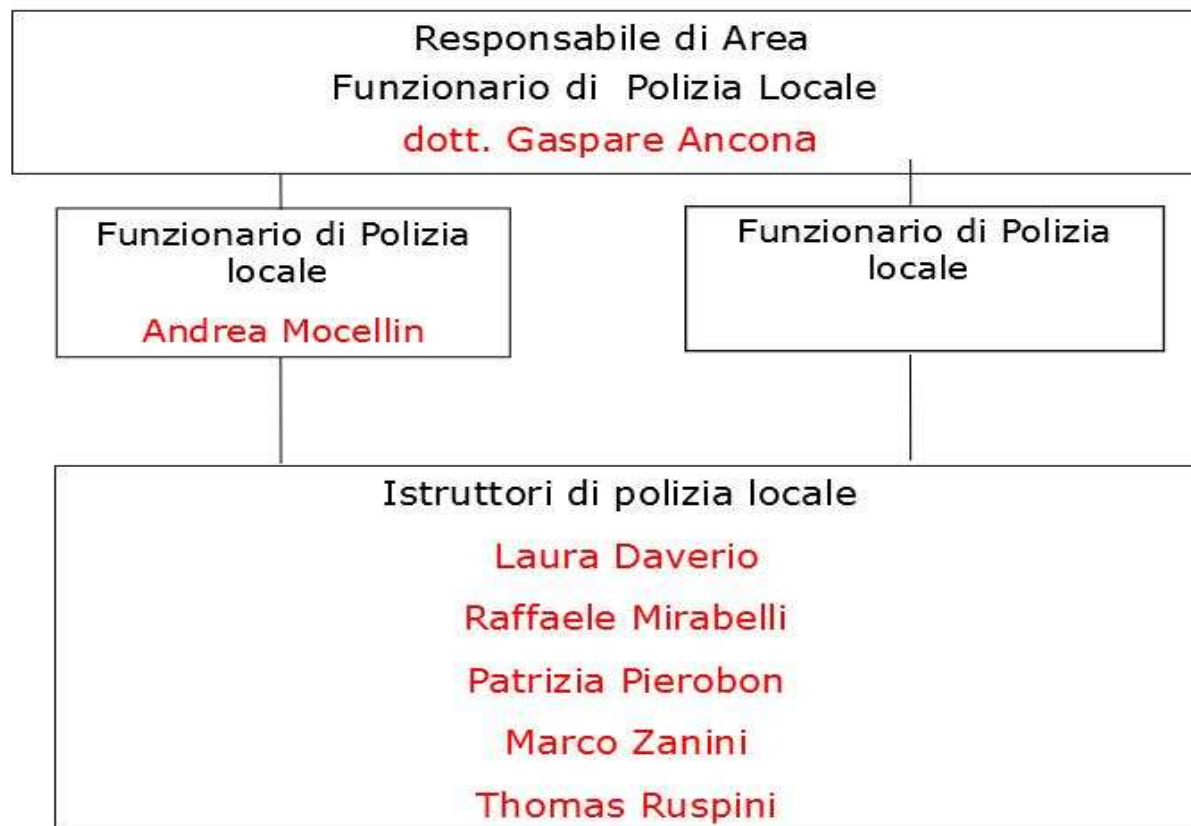 Responsabile di Area
Funzionario di Polizia Locale
dott. Gaspare Ancona
Funzionario di Polizia
locale
Andrea Mocellin
Funzionario di Polizia
locale
Istruttori di polizia locale
Laura Daverio
Raffaele Mirabelli
Patrizia Pierobon
Marco Zanini
Thomas Ruspini